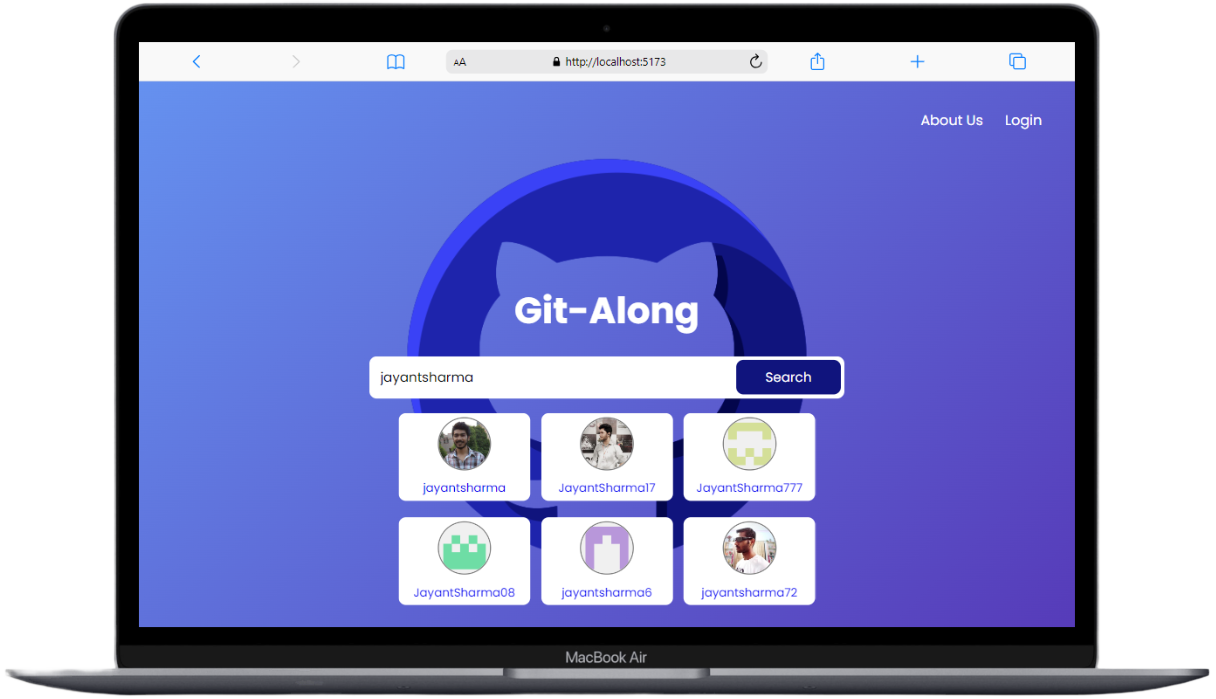 AA http://localhost:5173
About Us Login
Git-Along
jayantsharma Search
jayantsharma JayantSharma17 JayantSharma777
JayantSharma08 jayantsharma6 jayantsharma72
MacBook Air